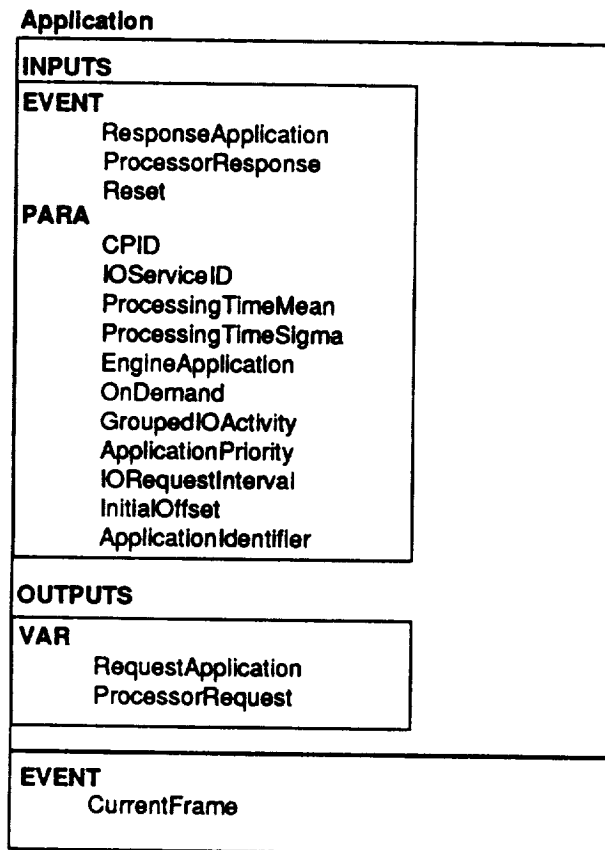 Application
INPUTS
EVENT
ResponseApplication
ProcessorResponse
Reset
PARA
CPID
IOServiceID
ProcessingTimeMean
ProcessingTimeSigma
EngineApplication
OnDemand
GroupedIOActivity
ApplicationPriority
IORequestInterval
InitialOffset
ApplicationIdentifier
OUTPUTS
VAR
RequestApplication
ProcessorRequest
EVENT
CurrentFrame